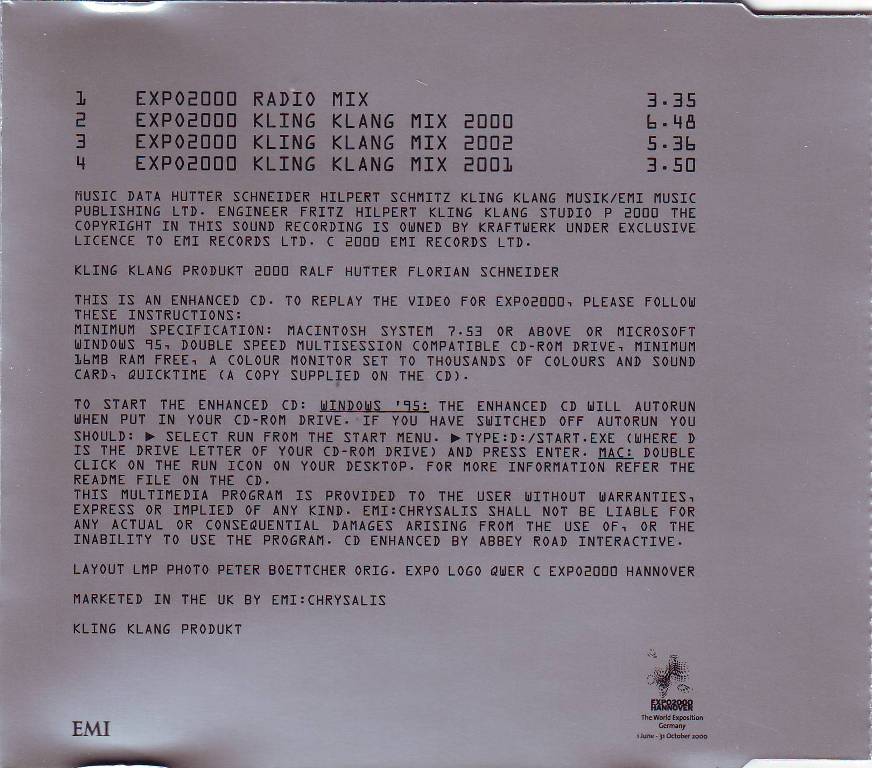 1 EXPO2000 RADIO MIX 3.35
2 EXPO2000 KLING KLANG MIX 2000 6.48
3 EXPO2000 KLING KLANG MIX 2002 5.36
4 EXPO2000 KLING KLANG MIX 2001 3.50
MUSIC DATA HUTTER SCHNEIDER HILPERT SCHMITZ KLING KLANG MUSIK/EMI MUSIC
PUBLISHING LTD. ENGINEER FRITZ HILPERT KLING KLANG STUDIO P 2000 THE
COPYRIGHT IN THIS SOUND RECORDING IS OWNED BY KRAFTWERK UNDER EXCLUSIVE
LICENCE TO EMI RECORDS LTD. C 2000 EMI RECORDS LTD.
KLING KLANG PRODUKT 2000 RALF HUTTER FLORIAN SCHNEIDER
THIS IS AN ENHANCED CD. TO REPLAY THE VIDEO FOR EXPO2000, PLEASE FOLLOW
THESE INSTRUCTIONS:
MINIMUM SPECIFICATION: MACINTOSH SYSTEM 7.53 OR ABOVE OR MICROSOFT
WINDOWS 95, DOUBLE SPEED MULTISESSION COMPATIBLE CD-ROM DRIVE, MINIMUM
16MB RAM FREE, A COLOUR MONITOR SET TO THOUSANDS OF COLOURS AND SOUND
CARD, QUICKTIME (A COPY SUPPLIED ON THE CD).
TO START THE ENHANCED CD: WINDOWS '95: THE ENHANCED CD WILL AUTORUN
WHEN PUT IN YOUR CD-ROM DRIVE. IF YOU HAVE SWITCHED OFF AUTORUN YOU
SHOULD: ▶ SELECT RUN FROM THE START MENU. ▶TYPE:D:/START.EXE (WHERE D
IS THE DRIVE LETTER OF YOUR CD-ROM DRIVE) AND PRESS ENTER. MAC: DOUBLE
CLICK ON THE RUN ICON ON YOUR DESKTOP. FOR MORE INFORMATION REFER THE
README FILE ON THE CD.
THIS MULTIMEDIA PROGRAM IS PROVIDED TO THE USER WITHOUT WARRANTIES,
EXPRESS OR IMPLIED OF ANY KIND. EMI:CHRYSALIS SHALL NOT BE LIABLE FOR
ANY ACTUAL OR CONSEQUENTIAL DAMAGES ARISING FROM THE USE OF, OR THE
INABILITY TO USE THE PROGRAM. CD ENHANCED BY ABBEY ROAD INTERACTIVE.
LAYOUT LMP PHOTO PETER BOETTCHER ORIG. EXPO LOGO QWER C EXPO2000 HANNOVER
MARKETED IN THE UK BY EMI:CHRYSALIS
KLING KLANG PRODUKT
EMI
EXPO2000
HANNOVER
The World Exposition
Germany
1 June - 31 October 2000